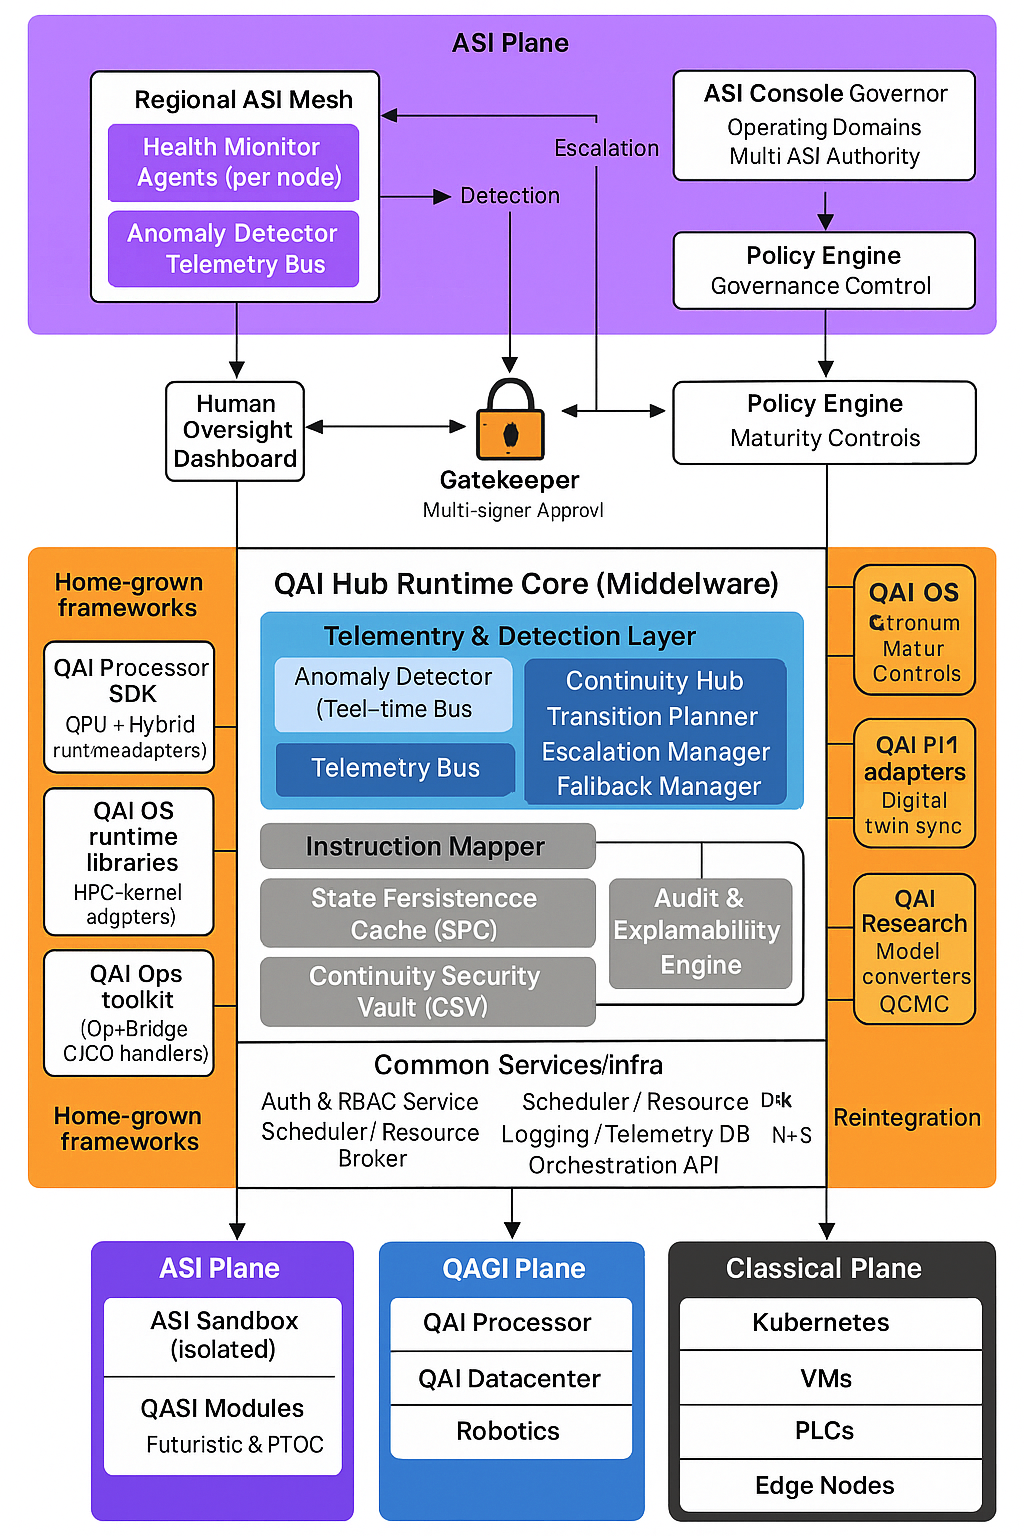 ASI Plane
Regional ASI Mesh
Health Mionitor
Agents (per node)
Anomaly Detector
Telemetry Bus
Escalation
Detection
ASI Console Governor
Operating Domains
Multi ASI Authority
Policy Engine
Governance Comtrol
Human
Oversight
Dashboard
Gatekeeper
Multi-signer Approvl
Policy Engine
Maturity Controis
Home-grown
frameworks
QAI Processor
SDK
QPU + Hybrid
runt/meadapters)
QAI OS
runtime
libraries
HPC-kernel
adgpters)
QAI Ops
toolkit
(Op+Bridge
CJCO handlers)
Home-grown
frameworks
QAI Hub Runtime Core (Middelware)
Telementry & Detection Layer
Anomaly Detector
(Teel-time Bus
Telemetry Bus
Continuity Hub
Transition Planner
Escalation Manager
Faliback Manager
Instruction Mapper
State Fersistencce
Cache (SPC)
Continuity Security
Vault (CSV)
Audit &
Explamabiliity
Engine
Common Services/infra
Auth & RBAC Service
Scheduler / Resource
Broker
Scheduler / Resource
Logging / Telemetry DB N+S
Orchestration API
QAI OS
Matur
Controls
QAI PI1
adapters
Digital
twin sync
QAI
Research
Model
converters
QCMC
Reintegration
ASI Plane
ASI Sandbox
(isolated)
QASI Modules
Futuristic & PTOC
QAGI Plane
QAI Processor
QAI Datacenter
Robotics
Classical Plane
Kubernetes
VMs
PLCs
Edge Nodes